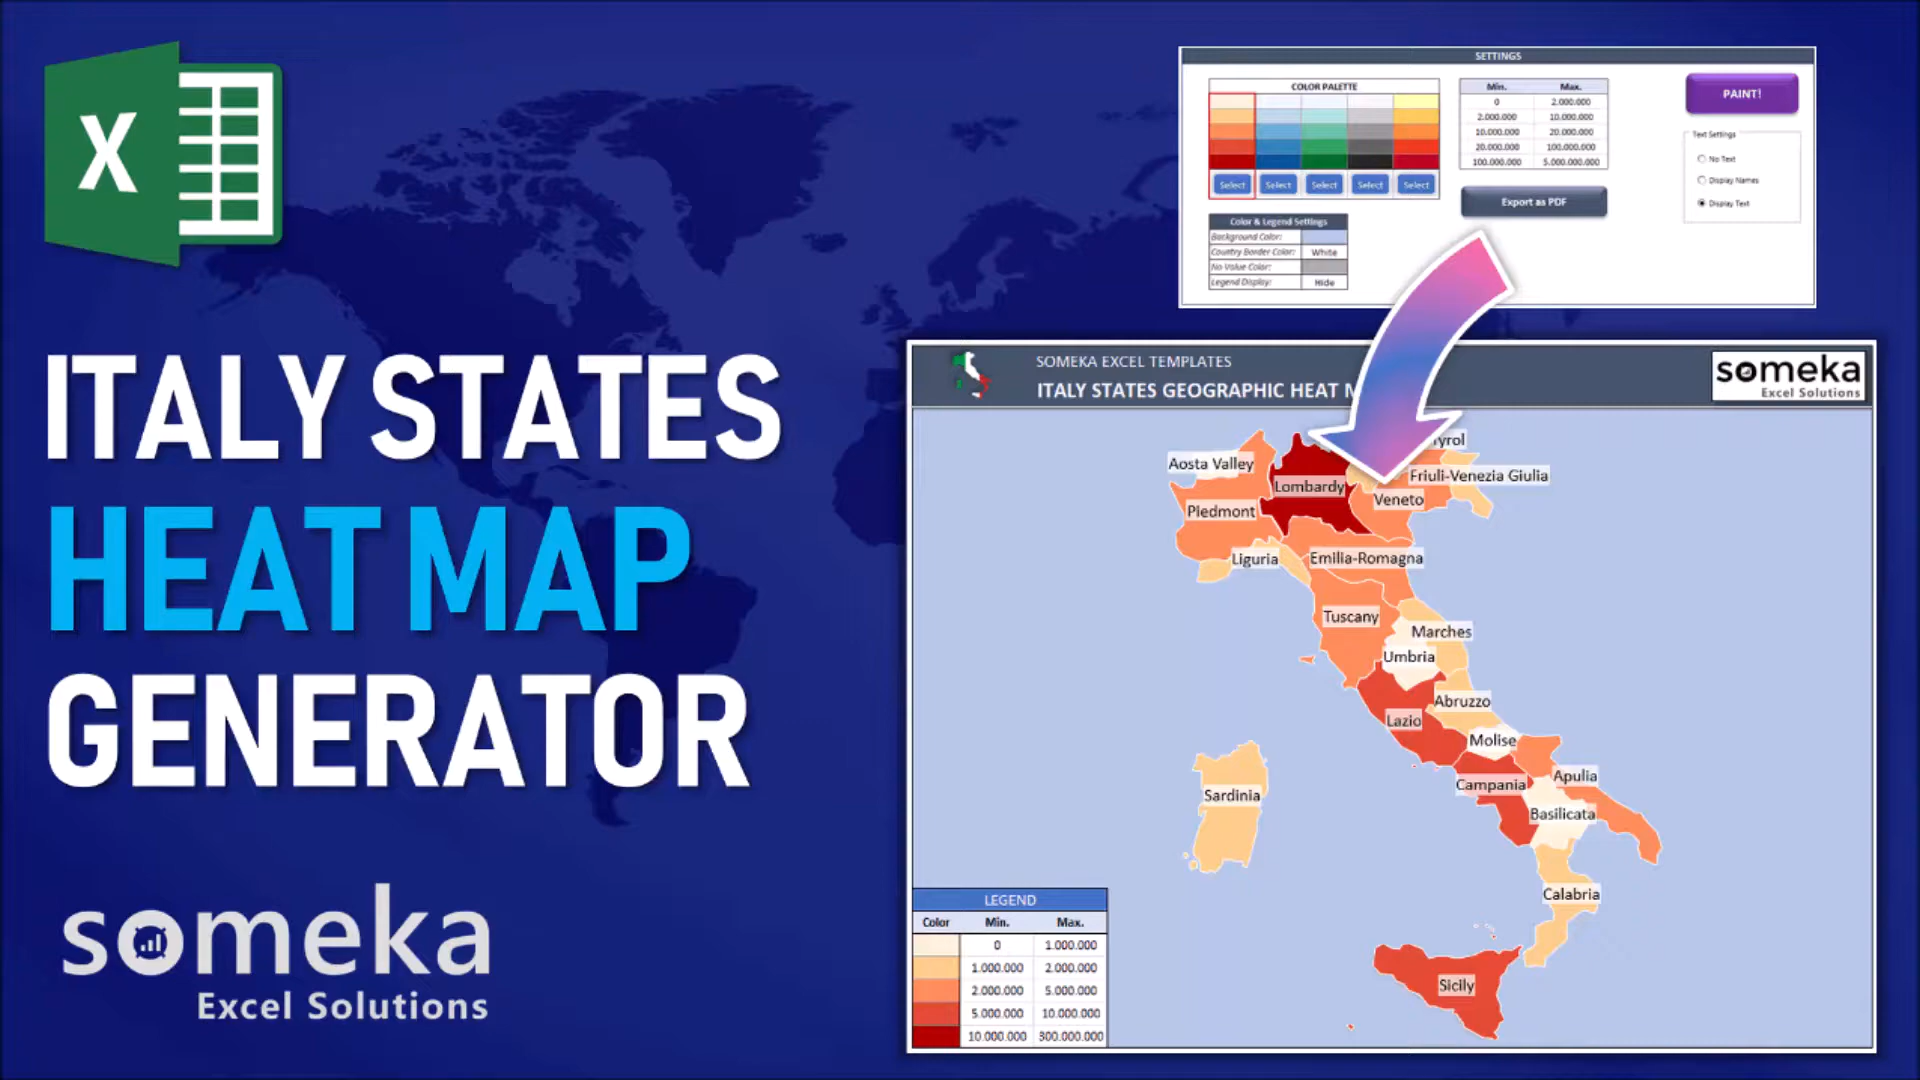 X
ITALY STATES
HEAT MAP
GENERATOR
someka
Excel Solutions
SETTINGS
COLOR PALETTE
Select Select Select Select Select
Min. Max.
0 2.000.000
2.000.000 10.000.000
10.000.000 20.000.000
20.000.000 100.000.000
100.000.000 5.000.000.000
Export as PDF
PAINT!
Text Settings
No Text
Display Names
Display Text
Color & Legend Settings
Background Color:
Country Border Color: White
No Value Color:
Legend Display: Hide
SOMEKA EXCEL TEMPLATES
ITALY STATES GEOGRAPHIC HEAT M
someka
Excel Solutions
yrol
Aosta Valley
Friuli-Venezia Giulia
Lombardy
Veneto
Piedmont
Liguria
Emilia-Romagna
Tuscany
Marches
Umbria
Abruzzo
Lazio
Molise
Apulia
Campania
Sardinia
Basilicata
Calabria
Sicily
LEGEND
Color Min. Max.
0 1.000.000
1.000.000 2.000.000
2.000.000 5.000.000
5.000.000 10.000.000
10.000.000 300.000.000